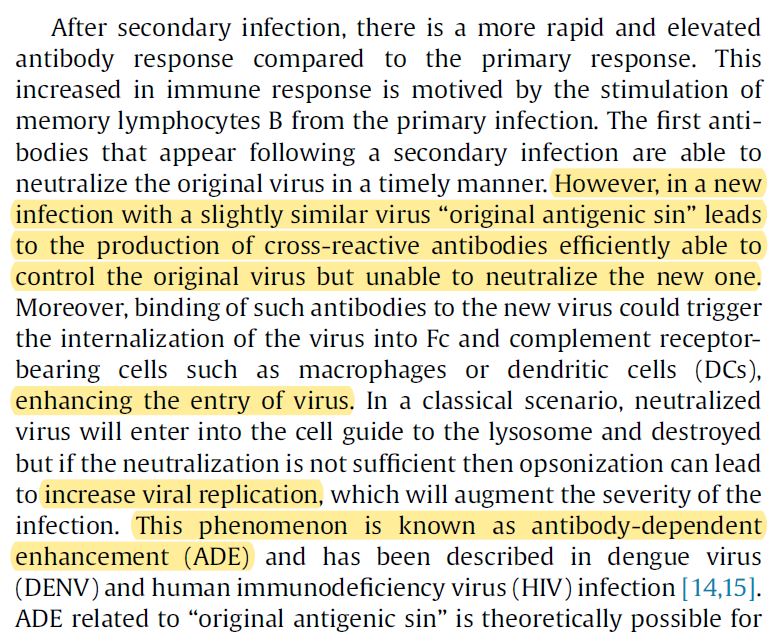 After secondary infection, there is a more rapid and elevated
antibody response compared to the primary response. This
increased in immune response is motived by the stimulation of
memory lymphocytes B from the primary infection. The first anti-
bodies that appear following a secondary infection are able to
neutralize the original virus in a timely manner. However, in a new
infection with a slightly similar virus “original antigenic sin” leads
to the production of cross-reactive antibodies efficiently able to
control the original virus but unable to neutralize the new one.
Moreover, binding of such antibodies to the new virus could trigger
the internalization of the virus into Fc and complement receptor-
bearing cells such as macrophages or dendritic cells (DCs),
enhancing the entry of virus. In a classical scenario, neutralized
virus will enter into the cell guide to the lysosome and destroyed
but if the neutralization is not sufficient then opsonization can lead
to increase viral replication, which will augment the severity of the
infection. This phenomenon is known as antibody-dependent
enhancement (ADE) and has been described in dengue virus
(DENV) and human immunodeficiency virus (HIV) infection [14,15].
ADE related to “original antigenic sin” is theoretically possible for